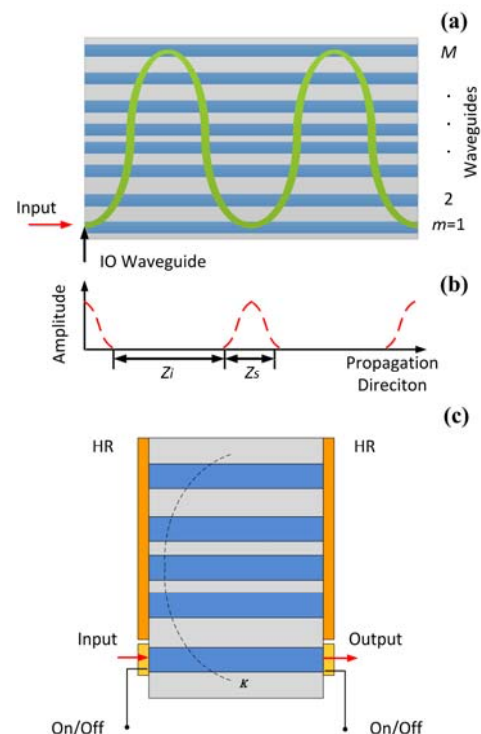 (a)
M
.
.
.
Waveguides
2
m=1
Input
IO Waveguide
(b)
Amplitude
Zi
Zs
Propagation
Direciton
(c)
HR
HR
Input
Output
κ
On/Off
On/Off